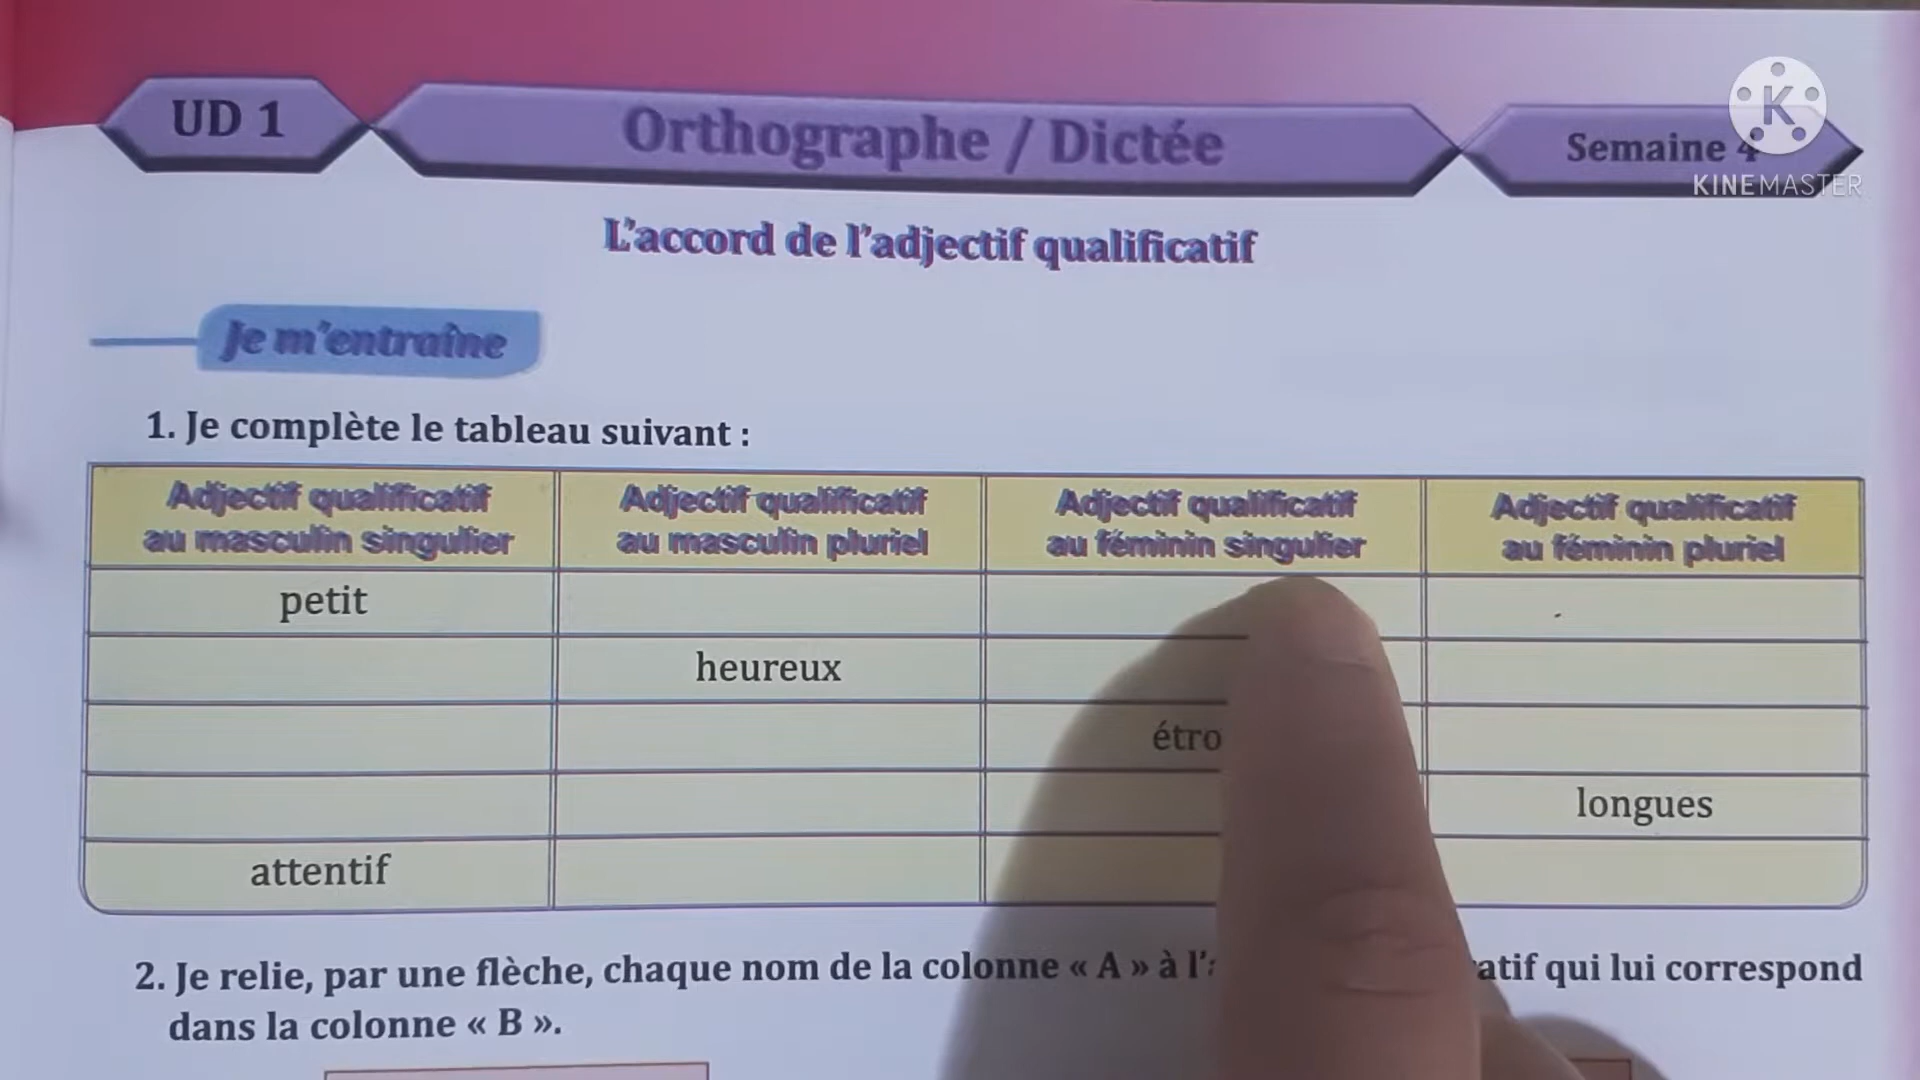 UD 1
Orthographe / Dictée
Semaine 4
K
KINEMASTER
L'accord de l'adjectif qualificatif
Je m'entraîne
1. Je complète le tableau suivant :
Adjectif qualificatif
au masculin singulier
Adjectif qualificatif
au masculin pluriel
Adjectif qualificatif
au féminin singulier
Adjectif qualificatif
au féminin pluriel
petit
heureux
étro
longues
attentif
2. Je relie, par une flèche, chaque nom de la colonne « A » à l' atif qui lui correspond
dans la colonne « B ».